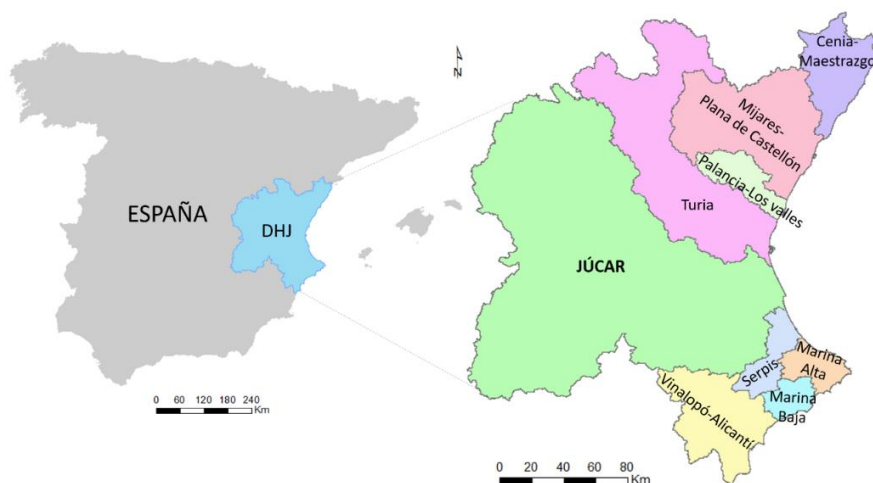 ESPAÑA
DHJ
0 60 120 180 240
Km
N
Cenia-
Maestrazgo
Mijares-
Plana de Castellón
Palancia-Los valles
Turia
JÚCAR
Serpis
Marina
Alta
Marina
Baja
Vinalopó-Alicantí
0 20 40 60 80
Km